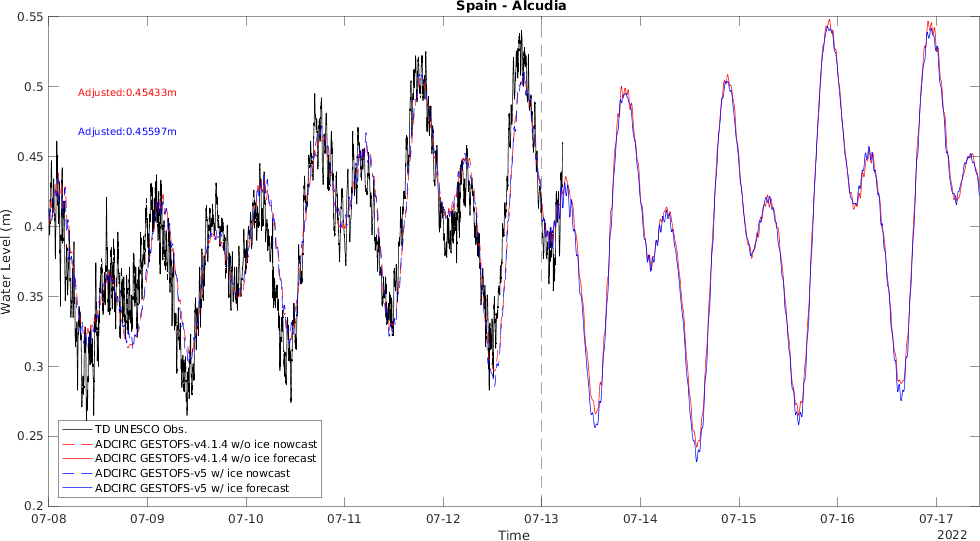 Spain - Alcudia
0.55
0.5
0.45
0.4
0.35
0.3
0.25
0.2
Water Level (m)
Adjusted:0.45433m
Adjusted:0.45597m
TD UNESCO Obs.
ADCIRC GESTOFS-v4.1.4 w/o ice nowcast
ADCIRC GESTOFS-v4.1.4 w/o ice forecast
ADCIRC GESTOFS-v5 w/ ice nowcast
ADCIRC GESTOFS-v5 w/ ice forecast
07-08 07-09 07-10 07-11 07-12 07-13 07-14 07-15 07-16 07-17
Time
2022